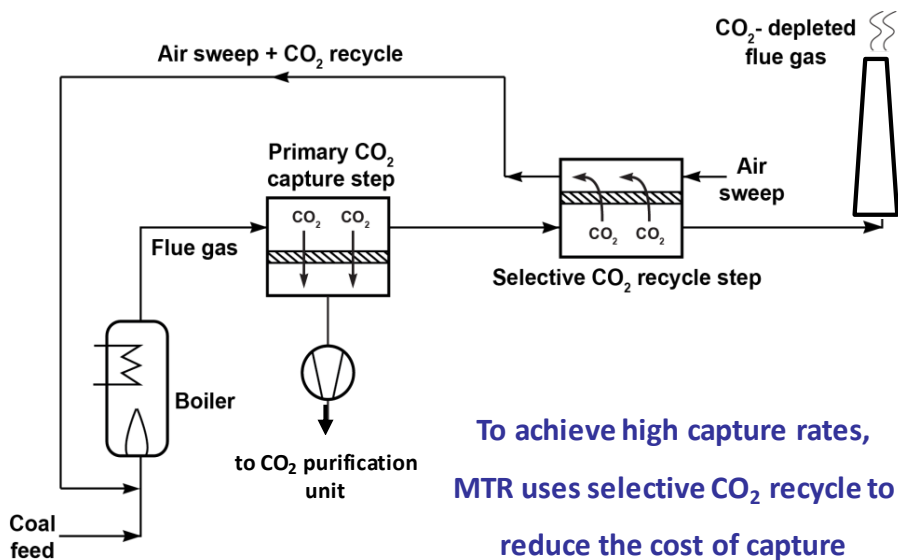 CO₂- depleted
flue gas
Air sweep + CO₂ recycle
Primary CO₂
capture step
Air
sweep
CO₂ CO₂
CO₂ CO₂
Flue gas
Selective CO₂ recycle step
Boiler
to CO₂ purification
unit
Coal
feed
To achieve high capture rates,
MTR uses selective CO₂ recycle to
reduce the cost of capture